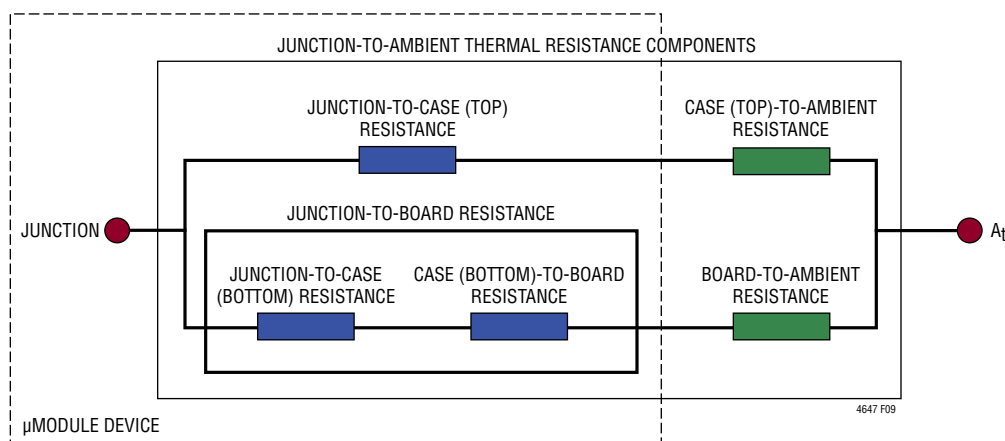 JUNCTION-TO-AMBIENT THERMAL RESISTANCE COMPONENTS
JUNCTION-TO-CASE (TOP)
RESISTANCE
CASE (TOP)-TO-AMBIENT
RESISTANCE
JUNCTION-TO-BOARD RESISTANCE
JUNCTION
At
JUNCTION-TO-CASE
(BOTTOM) RESISTANCE
CASE (BOTTOM)-TO-BOARD
RESISTANCE
BOARD-TO-AMBIENT
RESISTANCE
4647 F09
µMODULE DEVICE